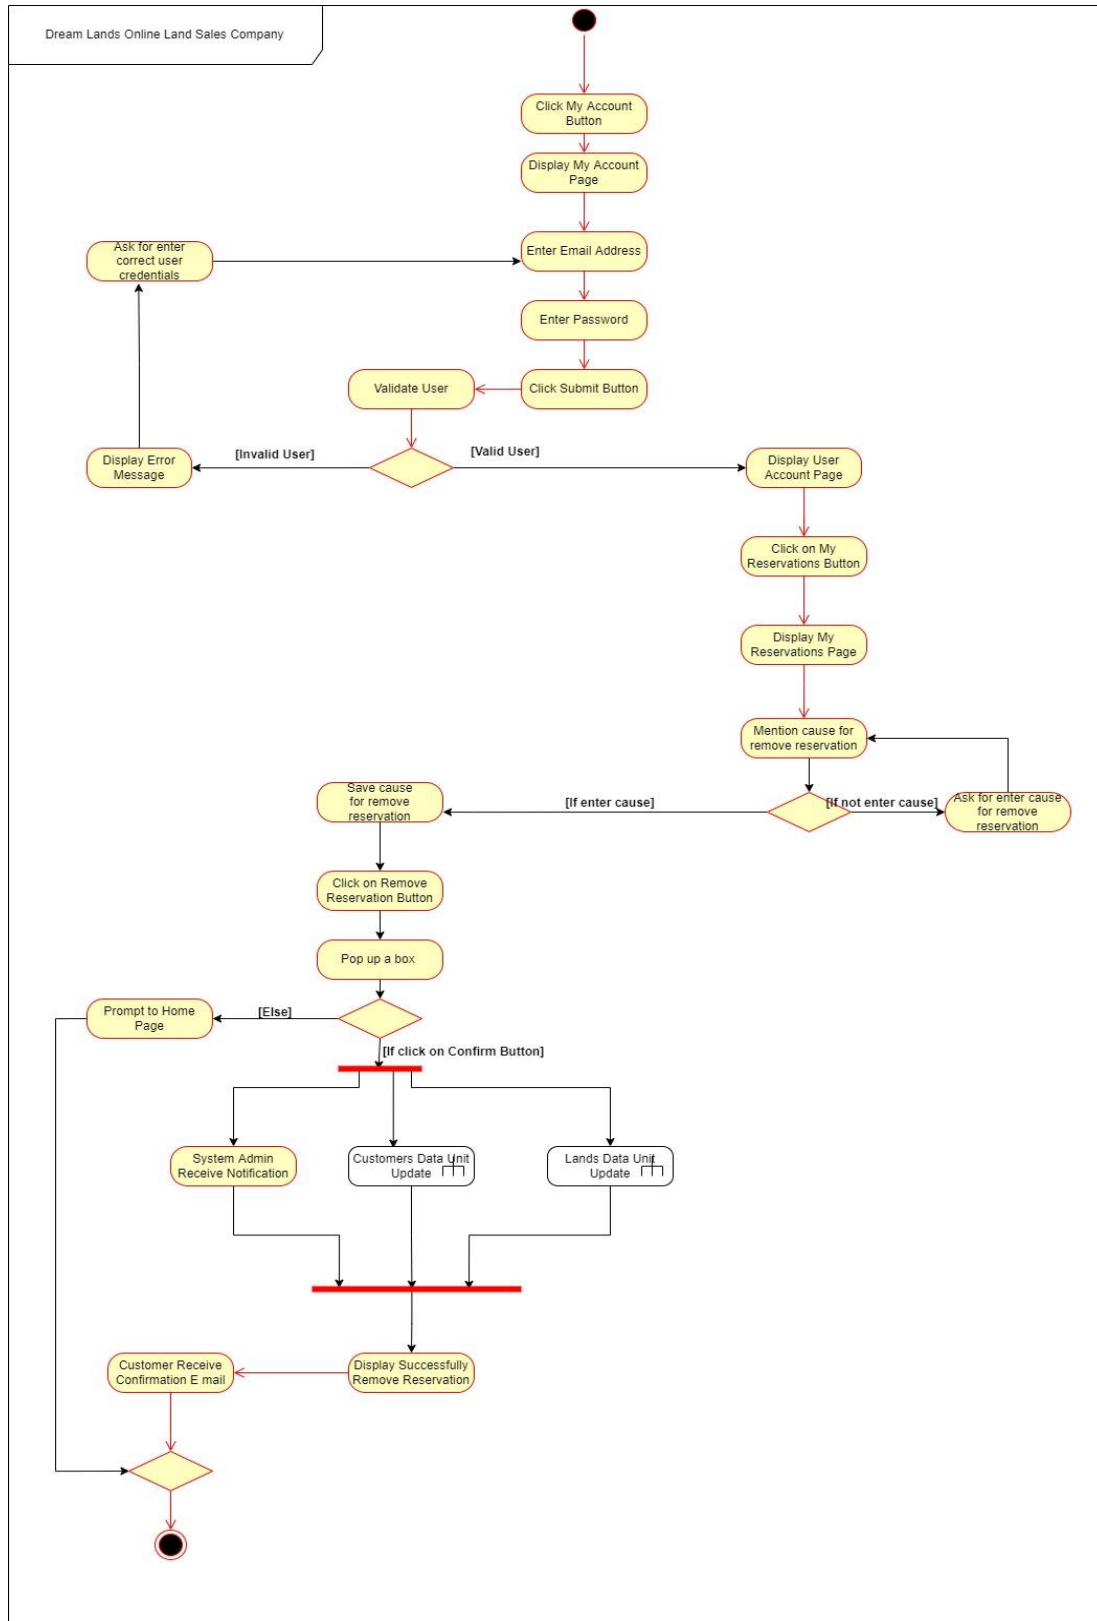 Dream Lands Online Land Sales Company
Click My Account
Button
Display My Account
Page
Ask for enter
correct user
credentials
Enter Email Address
Enter Password
Validate User
Click Submit Button
[Invalid User]
[Valid User]
Display Error
Message
Display User
Account Page
Click on My
Reservations Button
Display My
Reservations Page
Mention cause for
remove reservation
Save cause
for remove
reservation
[If enter cause]
[If not enter cause]
Ask for enter cause
for remove
reservation
Click on Remove
Reservation Button
Pop up a box
Prompt to Home
Page
[Else]
[If click on Confirm Button]
System Admin
Receive Notification
Customers Data Unit
Update
Lands Data Unit
Update
Customer Receive
Confirmation E mail
Display Successfully
Remove Reservation